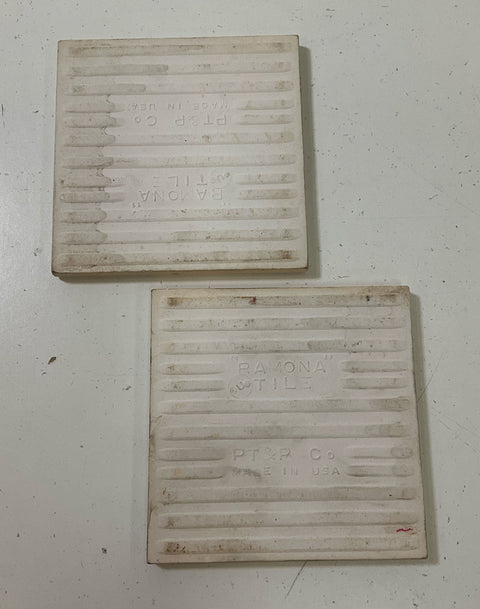 MADE IN USA
PT&P Co
TILE
"RAMONA"
"RAMONA"
TILE
PT&P Co
MADE IN USA